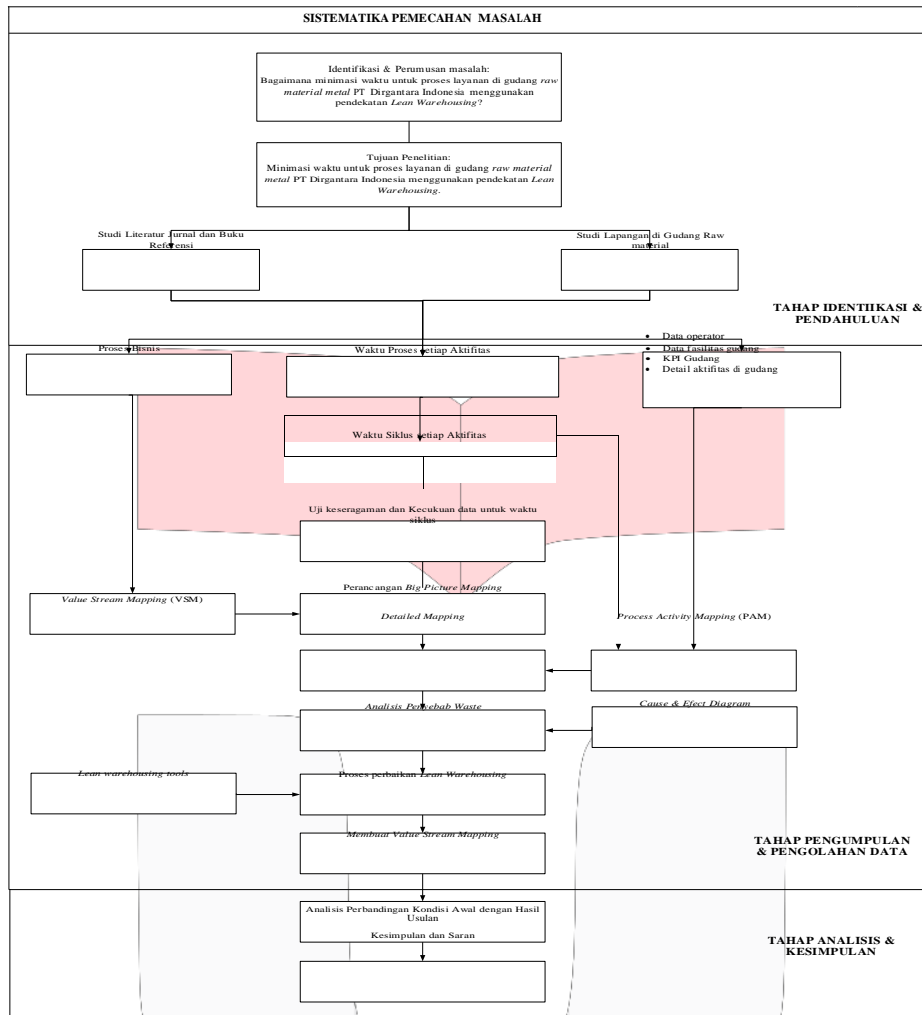 SISTEMATIKA PEMECAHAN MASALAH
Identifikasi & Perumusan masalah:
Bagaimana minimasi waktu untuk proses layanan di gudang raw
material metal PT Dirgantara Indonesia menggunakan
pendekatan Lean Warehousing?
Tujuan Penelitian:
Minimasi waktu untuk proses layanan di gudang raw material
metal PT Dirgantara Indonesia menggunakan pendekatan Lean
Warehousing.
Studi Literatur Jurnal dan Buku
Referensi
Studi Lapangan di Gudang Raw
material
TAHAP IDENTIIKASI &
PENDAHULUAN
Proses Bisnis
Waktu Proses setiap Aktifitas
• Data operator
• Data fasilitas gudang
• KPI Gudang
• Detail aktifitas di gudang
Waktu Siklus setiap Aktifitas
Uji keseragaman dan Kecukuan data untuk waktu
siklus
Perancangan Big Picture Mapping
Value Stream Mapping (VSM)
Detailed Mapping
Process Activity Mapping (PAM)
Analisis Penyebab Waste
Cause & Efect Diagram
Lean warehousing tools
Proses perbaikan Lean Warehousing
Membuat Value Stream Mapping
TAHAP PENGUMPULAN
& PENGOLAHAN DATA
Analisis Perbandingan Kondisi Awal dengan Hasil
Usulan
Kesimpulan dan Saran
TAHAP ANALISIS &
KESIMPULAN